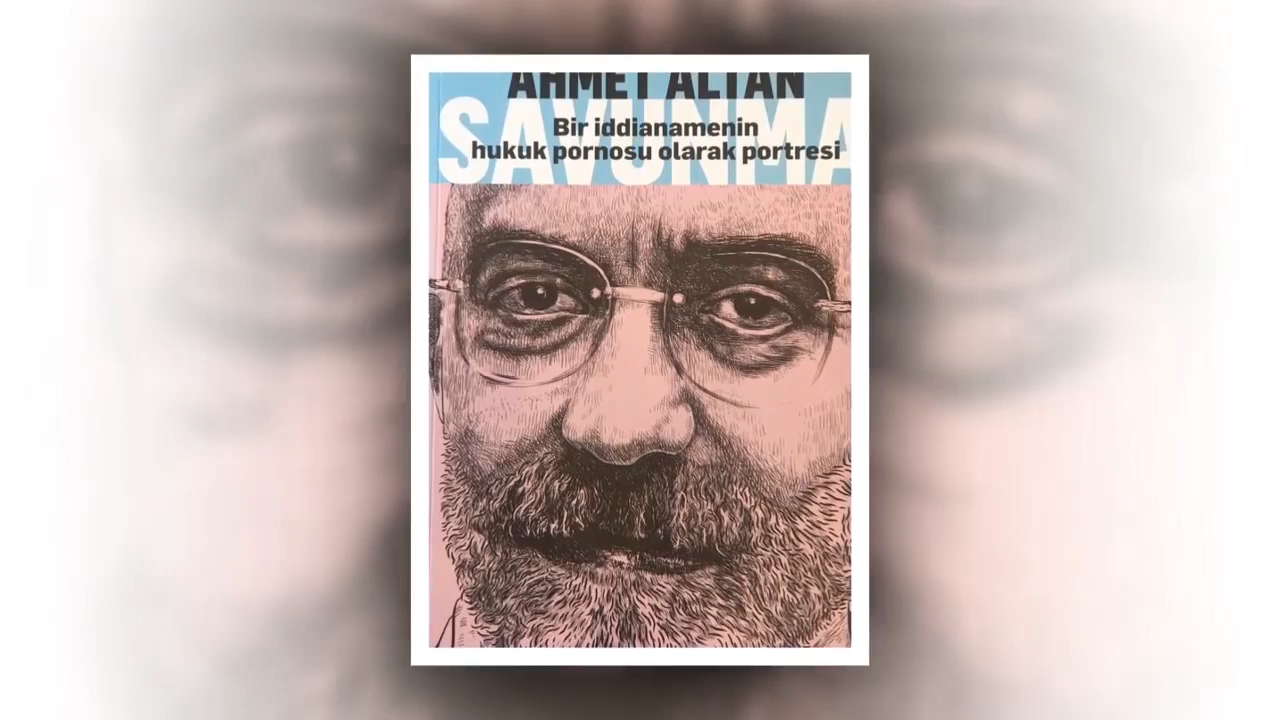 AHMET ALTAN
SAVUNMA
Bir iddianamenin
hukuk pornosu olarak portresi